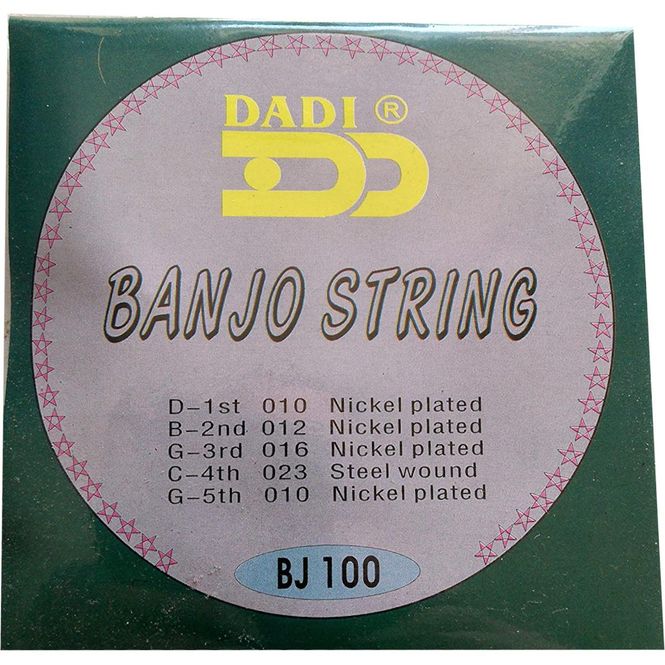 DADI ®
BANJO STRING
D-1st 010 Nickel plated
B-2nd 012 Nickel plated
G-3rd 016 Nickel plated
C-4th 023 Steel wound
G-5th 010 Nickel plated
BJ 100